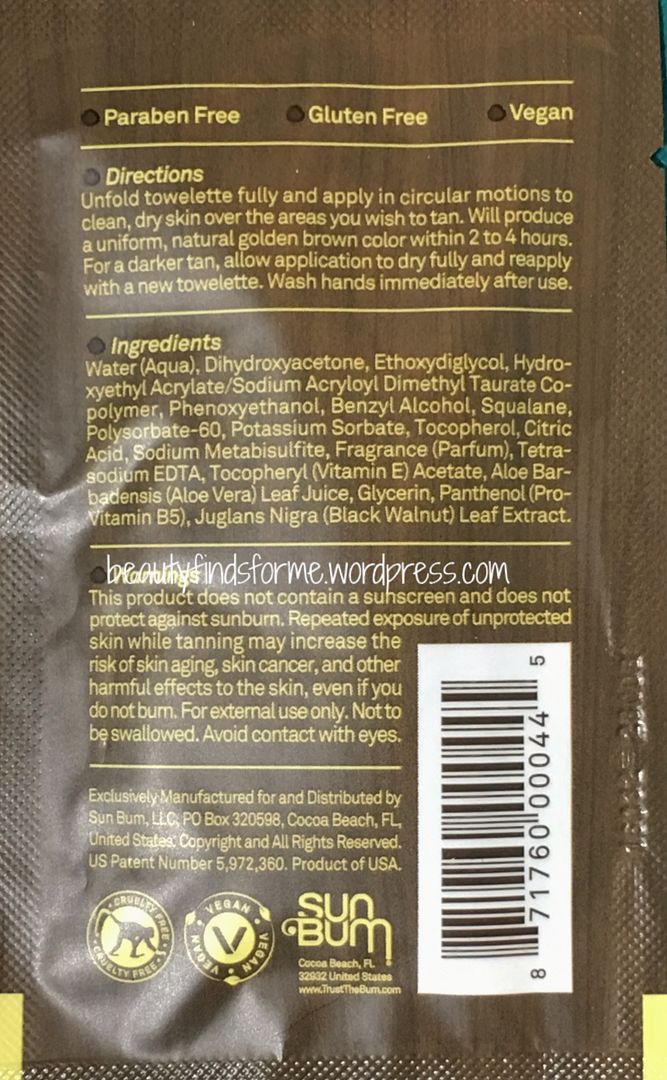 Paraben Free Gluten Free Vegan
Directions
Unfold towelette fully and apply in circular motions to
clean, dry skin over the areas you wish to tan. Will produce
a uniform, natural golden brown color within 2 to 4 hours.
For a darker tan, allow application to dry fully and reapply
with a new towelette. Wash hands immediately after use.
Ingredients
Water (Aqua), Dihydroxyacetone, Ethoxydiglycol, Hydro-
xyethyl Acrylate/Sodium Acryloyl Dimethyl Taurate Co-
polymer, Phenoxyethanol, Benzyl Alcohol, Squalane,
Polysorbate-60, Potassium Sorbate, Tocopherol, Citric
Acid, Sodium Metabisulfite, Fragrance (Parfum), Tetra-
sodium EDTA, Tocopheryl (Vitamin E) Acetate, Aloe Bar-
badensis (Aloe Vera) Leaf Juice, Glycerin, Panthenol (Pro-
Vitamin B5), Juglans Nigra (Black Walnut) Leaf Extract.
Warnings
beautyfindsforme.wordpress.com
This product does not contain a sunscreen and does not
protect against sunburn. Repeated exposure of unprotected
skin while tanning may increase the
risk of skin aging, skin cancer, and other
harmful effects to the skin, even if you
do not burn. For external use only. Not to
be swallowed. Avoid contact with eyes.
Exclusively Manufactured for and Distributed by
Sun Bum, LLC, PO Box 320598, Cocoa Beach, FL,
United States. Copyright and All Rights Reserved.
US Patent Number 5,972,360. Product of USA.
CRUELTY FREE
CRUELTY FREE
VEGAN
VEGAN
VEGAN
V
SUN
BUM
Cocoa Beach, FL
32932 United States
www.TrustTheBum.com
8 71760 00044 5